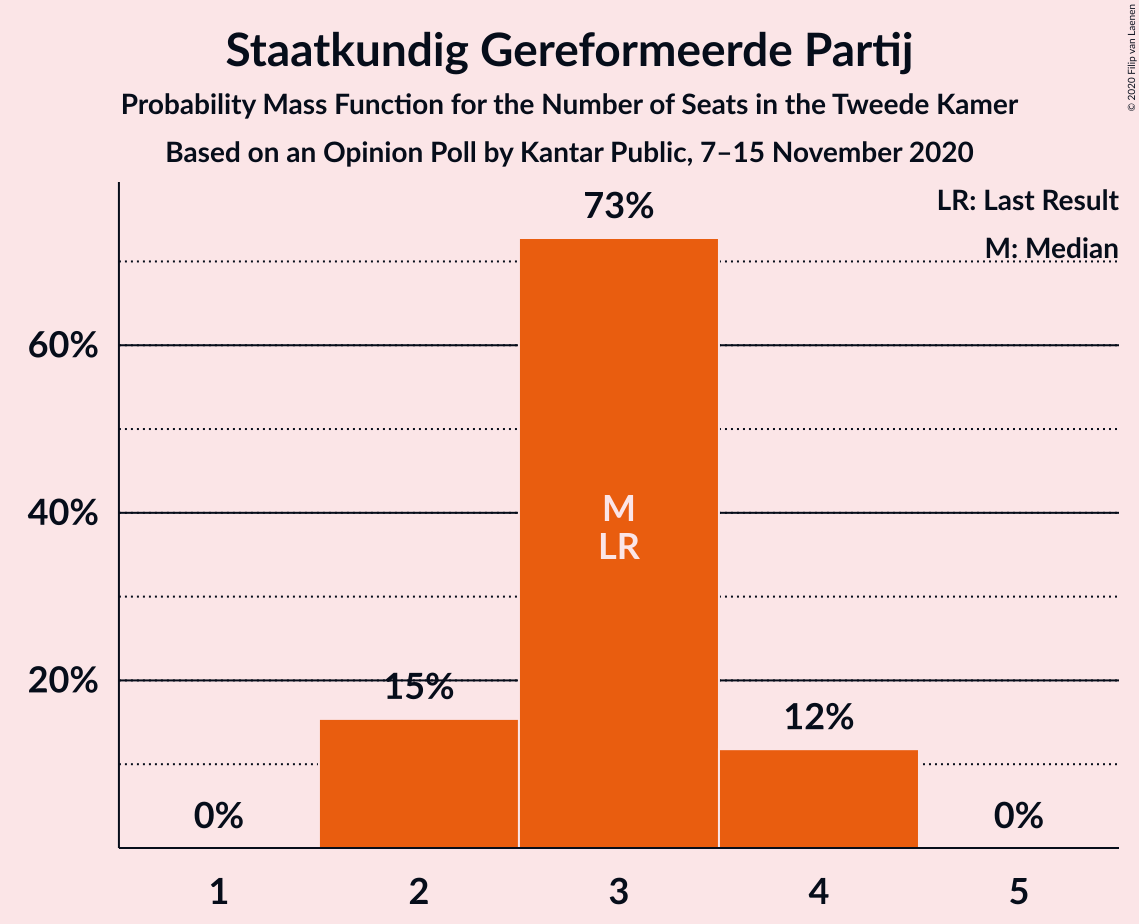 Staatkundig Gereformeerde Partij
Probability Mass Function for the Number of Seats in the Tweede Kamer
Based on an Opinion Poll by Kantar Public, 7–15 November 2020
© 2020 Filip van Laenen
LR: Last Result
M: Median
73%
60%
M
40%
LR
20%
15%
12%
0%
0%
1 2 3 4 5